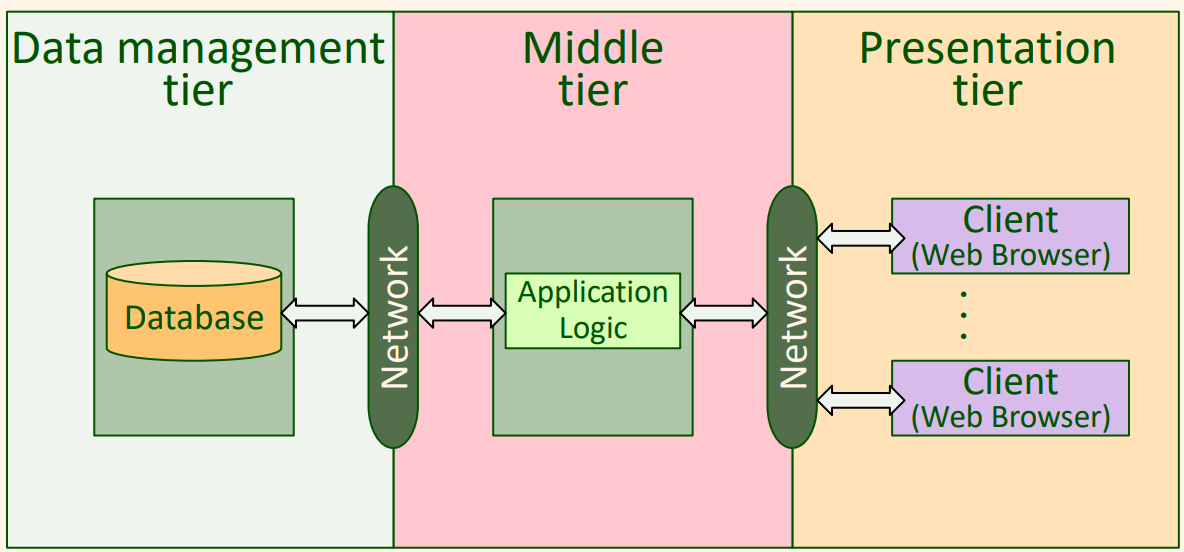 Data management
tier
Middle
tier
Presentation
tier
Database
Network
Application
Logic
Network
Client
(Web Browser)
Client
(Web Browser)